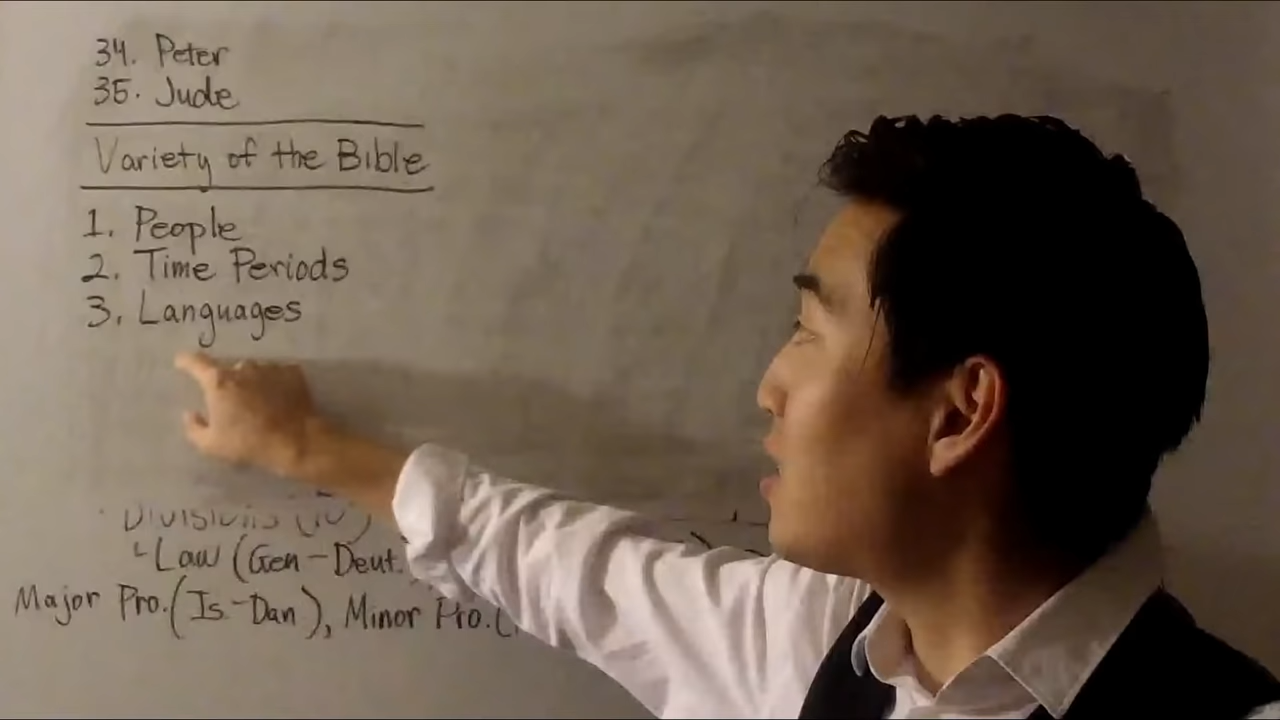 34. Peter
35. Jude
Variety of the Bible
1. People
2. Time Periods
3. Languages
Divisions
└ Law (Gen-Deut.
Major Pro. (Is-Dan), Minor Pro. (